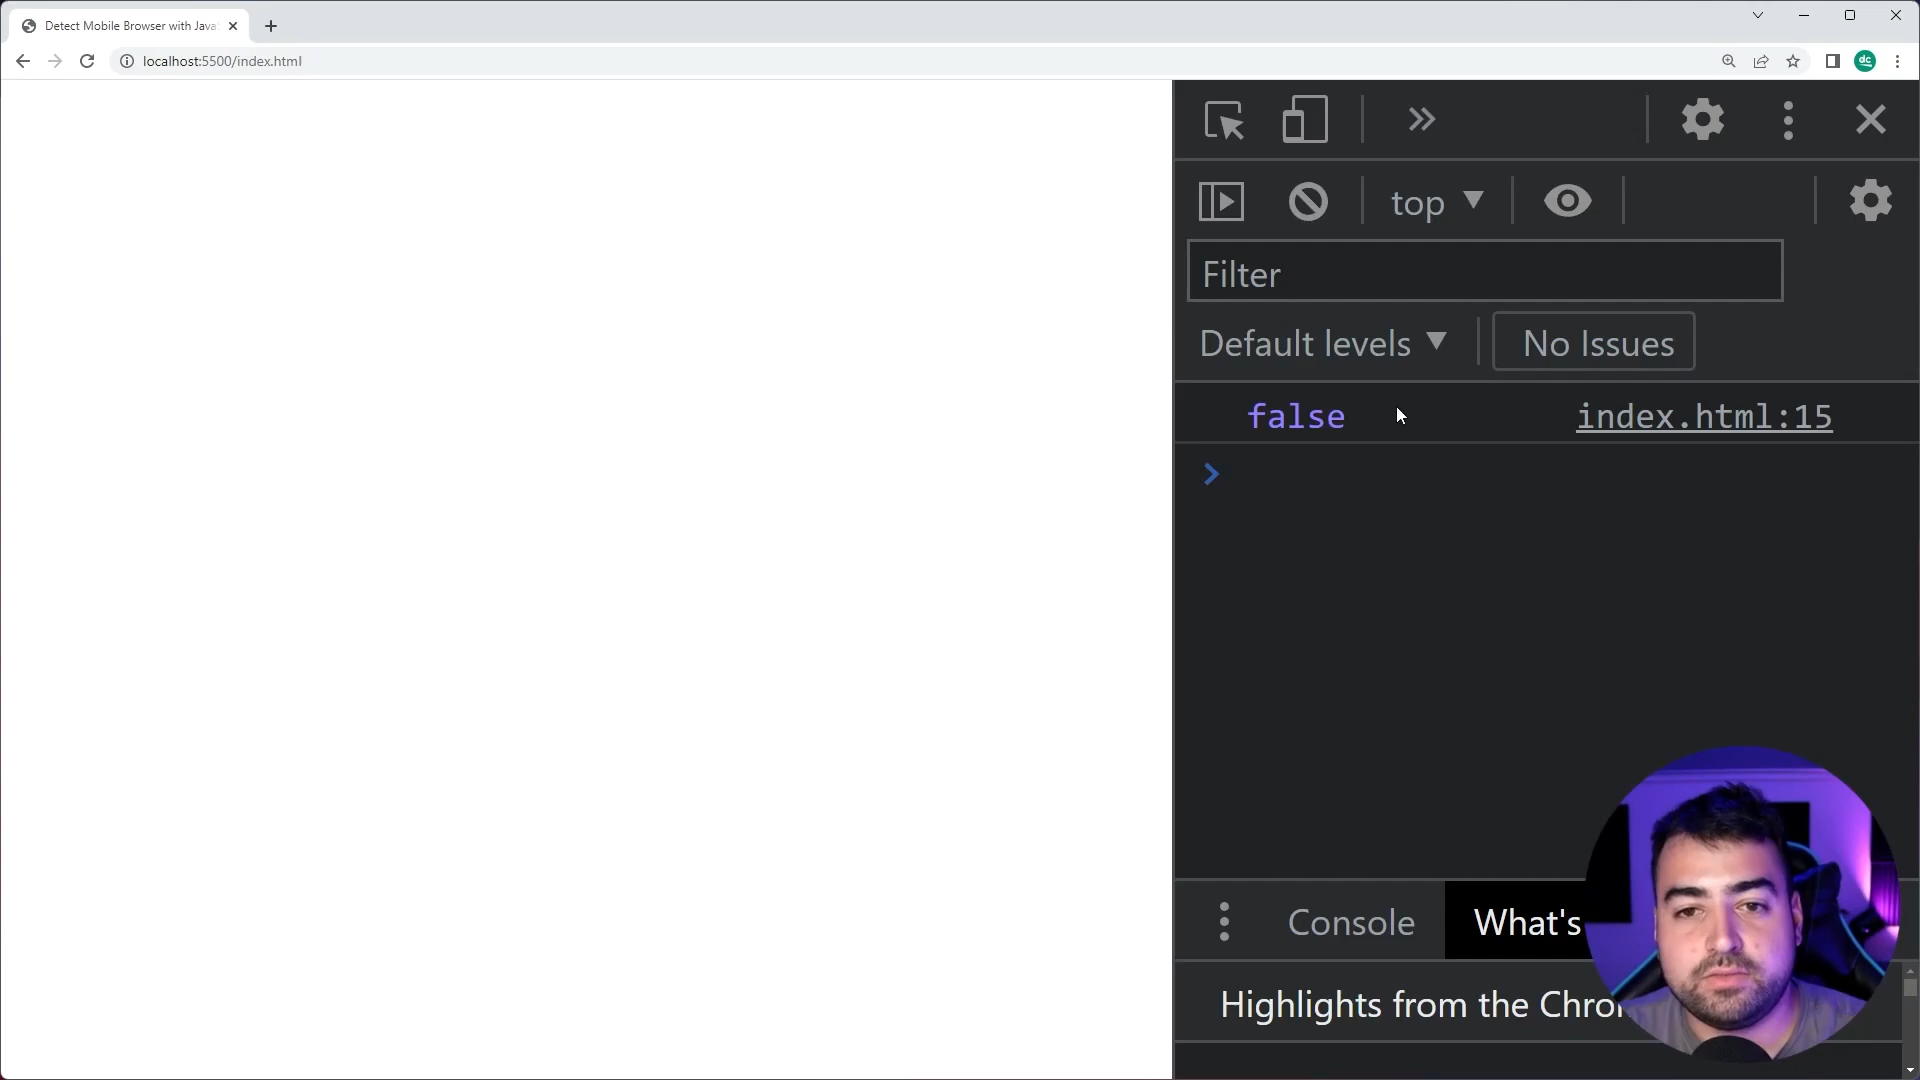 Detect Mobile Browser with Java
localhost:5500/index.html
dc
top
Filter
Default levels
No Issues
false index.html:15
Console What's
Highlights from the Chro